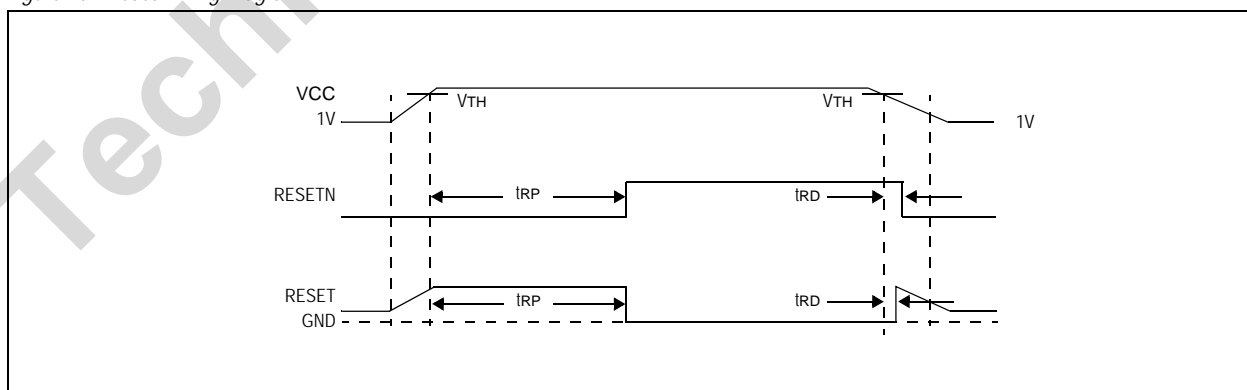 VCC
VTH
VTH
1V
1V
RESETN
tRP
tRD
RESET
tRP
tRD
GND